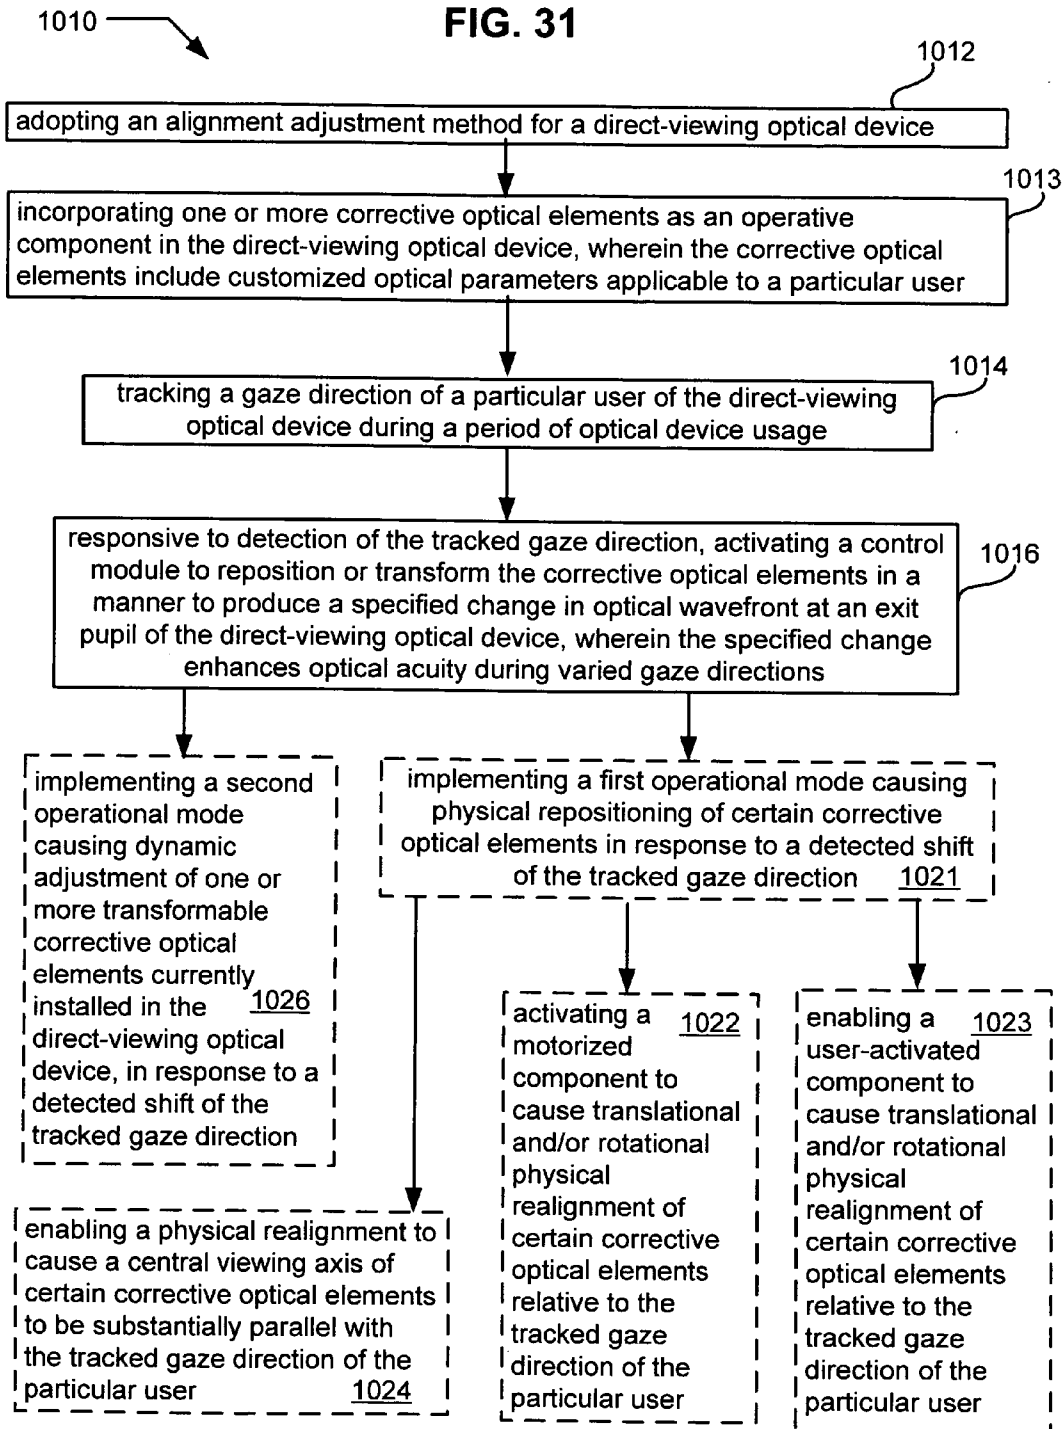 FIG. 31
1010
1012
adopting an alignment adjustment method for a direct-viewing optical device
1013
incorporating one or more corrective optical elements as an operative
component in the direct-viewing optical device, wherein the corrective optical
elements include customized optical parameters applicable to a particular user
1014
tracking a gaze direction of a particular user of the direct-viewing
optical device during a period of optical device usage
1016
responsive to detection of the tracked gaze direction, activating a control
module to reposition or transform the corrective optical elements in a
manner to produce a specified change in optical wavefront at an exit
pupil of the direct-viewing optical device, wherein the specified change
enhances optical acuity during varied gaze directions
implementing a second
operational mode
causing dynamic
adjustment of one or
more transformable
corrective optical
elements currently
installed in the 1026
direct-viewing optical
device, in response to a
detected shift of the
tracked gaze direction
implementing a first operational mode causing
physical repositioning of certain corrective
optical elements in response to a detected shift
of the tracked gaze direction 1021
activating a 1022
motorized
component to
cause translational
and/or rotational
physical
realignment of
certain corrective
optical elements
relative to the
tracked gaze
direction of the
particular user
enabling a 1023
user-activated
component to
cause translational
and/or rotational
physical
realignment of
certain corrective
optical elements
relative to the
tracked gaze
direction of the
particular user
enabling a physical realignment to
cause a central viewing axis of
certain corrective optical elements
to be substantially parallel with
the tracked gaze direction of the
particular user 1024